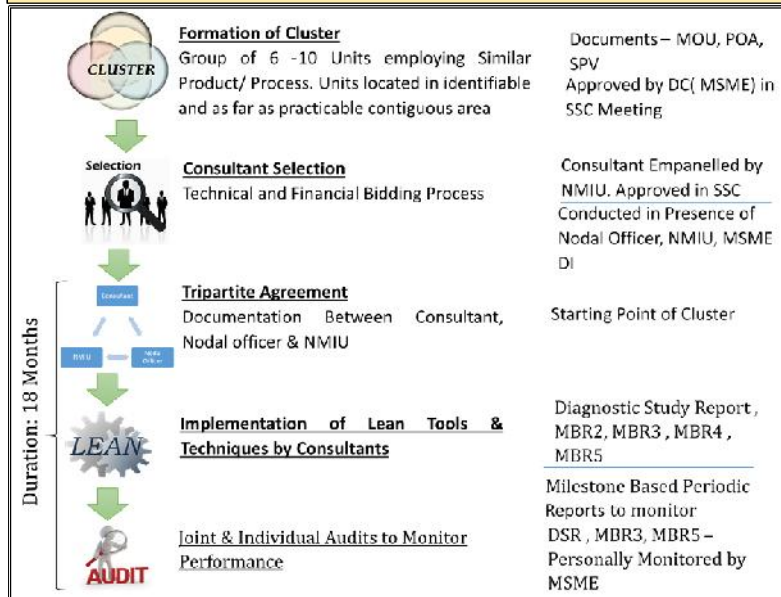 Formation of Cluster
CLUSTER
Group of 6 -10 Units employing Similar
Product/ Process. Units located in identifiable
and as far as practicable contiguous area
Documents – MOU, POA,
SPV
Approved by DC( MSME) in
SSC Meeting
Selection
Consultant Selection
Technical and Financial Bidding Process
Consultant Empanelled by
NMIU. Approved in SSC
Conducted in Presence of
Nodal Officer, NMIU, MSME
DI
Duration: 18 Months
Consultant
NMIU
Nodal
Officer
Tripartite Agreement
Documentation Between Consultant,
Nodal officer & NMIU
Starting Point of Cluster
LEAN
Implementation of Lean Tools &
Techniques by Consultants
Diagnostic Study Report ,
MBR2, MBR3 , MBR4 ,
MBR5
AUDIT
Joint & Individual Audits to Monitor
Performance
Milestone Based Periodic
Reports to monitor
DSR , MBR3, MBR5 –
Personally Monitored by
MSME